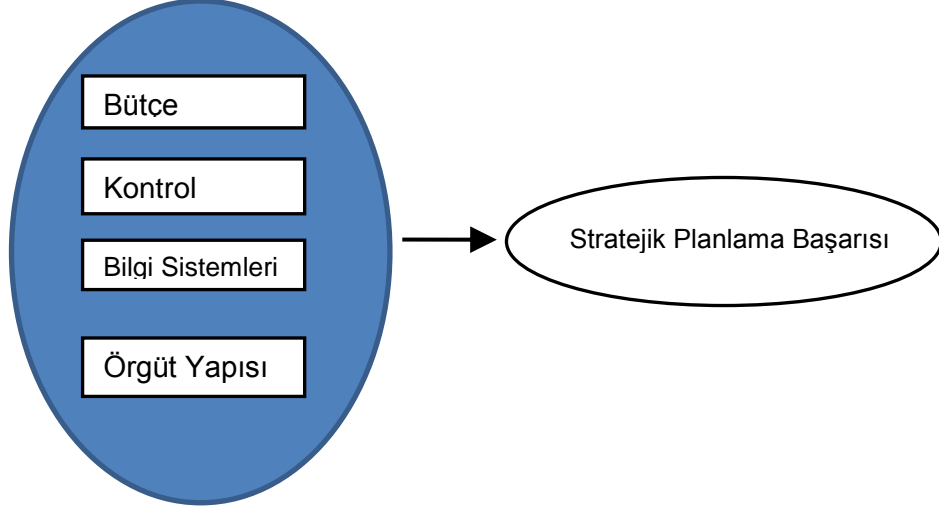 Bütçe
Kontrol
Bilgi Sistemleri
Örgüt Yapısı
Stratejik Planlama Başarısı